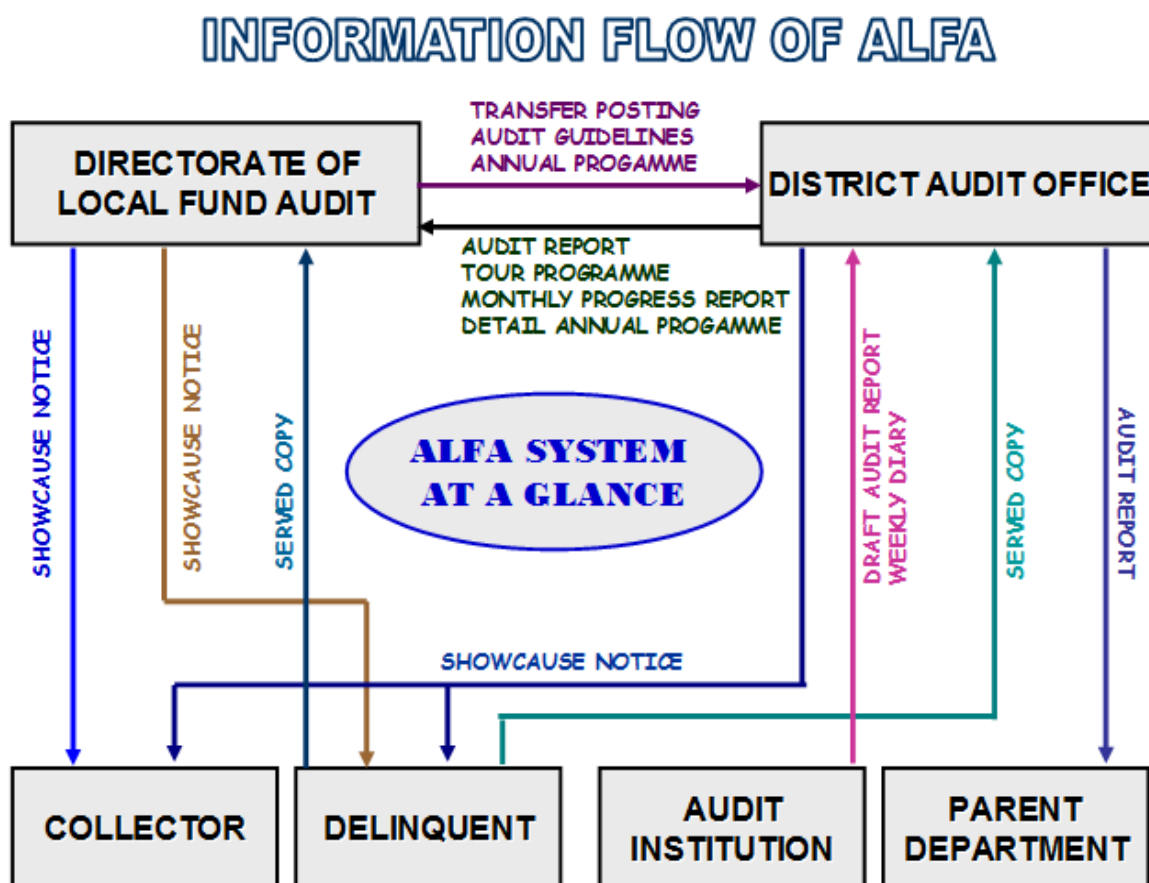 INFORMATION FLOW OF ALFA
TRANSFER POSTING
AUDIT GUIDELINES
ANNUAL PROGAMME
DIRECTORATE OF
LOCAL FUND AUDIT
DISTRICT AUDIT OFFICE
AUDIT REPORT
TOUR PROGRAMME
MONTHLY PROGRESS REPORT
DETAIL ANNUAL PROGAMME
SHOWCAUSE NOTICE
SHOWCAUSE NOTICE
SERVED COPY
ALFA SYSTEM
AT A GLANCE
DRAFT AUDIT REPORT
WEEKLY DIARY
SERVED COPY
AUDIT REPORT
SHOWCAUSE NOTICE
COLLECTOR
DELINQUENT
AUDIT
INSTITUTION
PARENT
DEPARTMENT